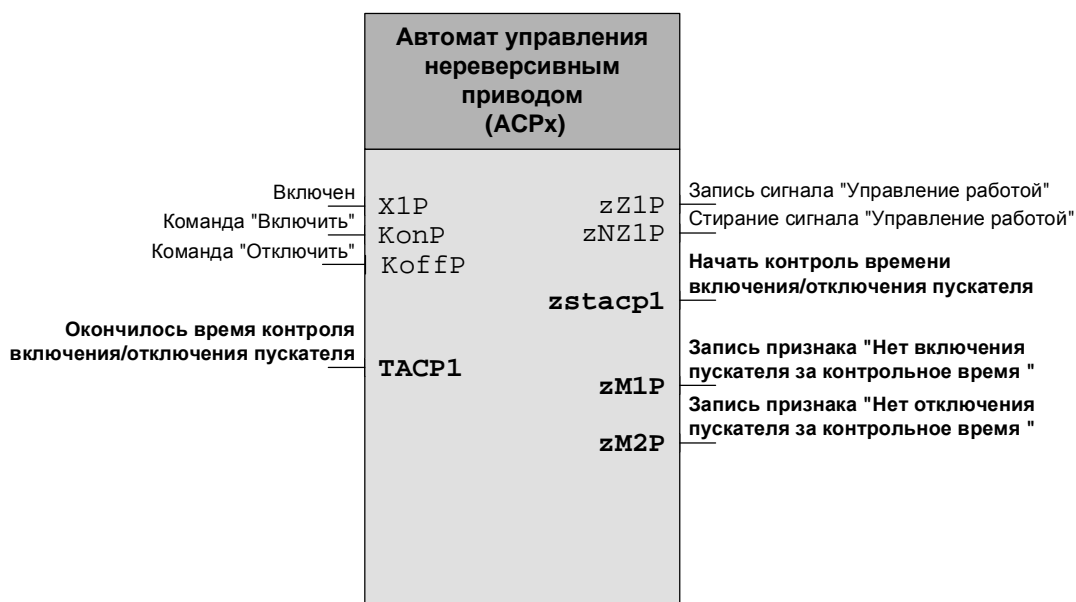 Автомат управления
нереверсивным
приводом
(ACPx)
Включен
X1P
Команда "Включить"
KonP
Команда "Отключить"
KoffP
Окончилось время контроля
включения/отключения пускателя
TACP1
zZ1P
Запись сигнала "Управление работой"
zNZ1P
Стирание сигнала "Управление работой"
Начать контроль времени
включения/отключения пускателя
zstacp1
Запись признака "Нет включения
пускателя за контрольное время "
zM1P
Запись признака "Нет отключения
пускателя за контрольное время "
zM2P